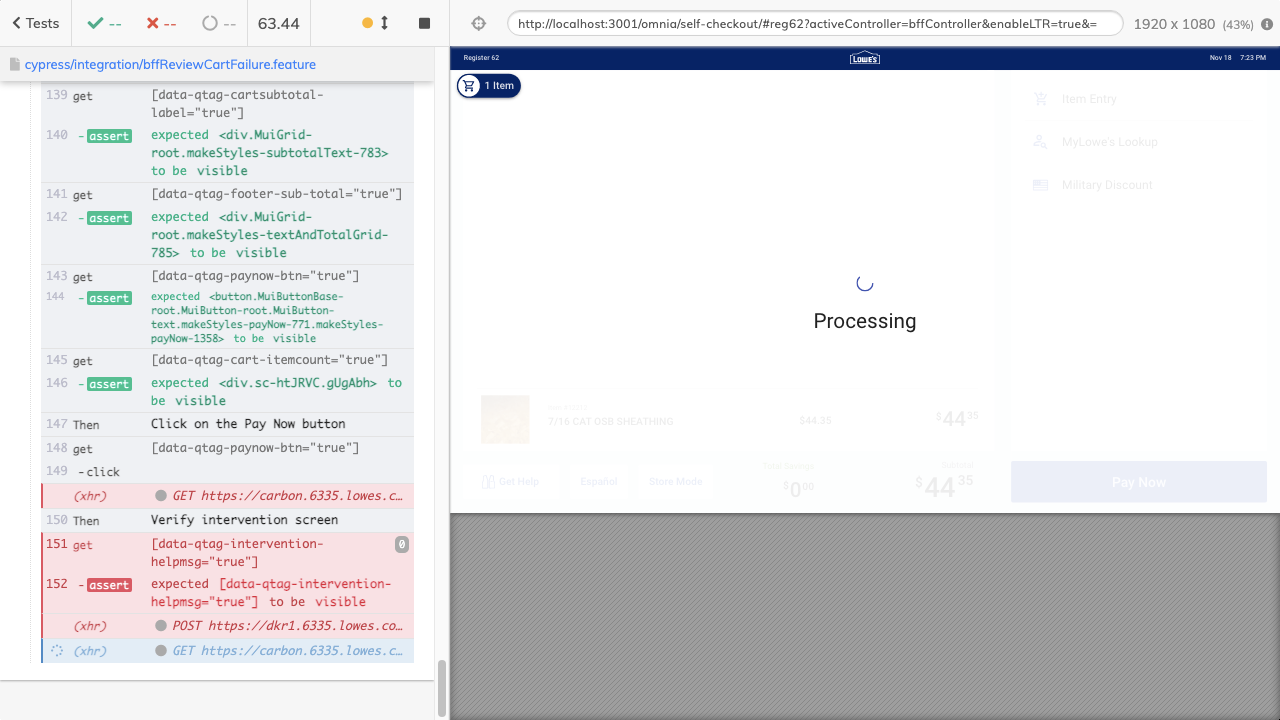 Tests
--
--
--
63.44
http://localhost:3001/omnia/self-checkout/#reg62?activeController=bffController&enableLTR=true&=
1920 x 1080 (43%)
cypress/integration/bffReviewCartFailure.feature
139 get [data-qtag-cartsubtotal-
label="true"]
140 -assert expected <div.MuiGrid-
root.makeStyles-subtotalText-783>
to be visible
141 get [data-qtag-footer-sub-total="true"]
142 -assert expected <div.MuiGrid-
root.makeStyles-textAndTotalGrid-
785> to be visible
143 get [data-qtag-paynow-btn="true"]
144 -assert expected <button.MuiButtonBase-
root.MuiButton-root.MuiButton-
text.makeStyles-payNow-771.makeStyles-
payNow-1358> to be visible
145 get [data-qtag-cart-itemcount="true"]
146 -assert expected <div.sc-htJRVC.gUgAbh> to
be visible
147 Then Click on the Pay Now button
148 get [data-qtag-paynow-btn="true"]
149 -click
(xhr) GET https://carbon.6335.lowes.c…
150 Then Verify intervention screen
151 get [data-qtag-intervention-
helpmsg="true"] 0
152 -assert expected [data-qtag-intervention-
helpmsg="true"] to be visible
(xhr) POST https://dkr1.6335.lowes.co…
(xhr) GET https://carbon.6335.lowes.c…
Register 62
LOWE'S
Nov 18 7:23 PM
1 Item
Item Entry
MyLowe's Lookup
Military Discount
Processing
7/16 CAT OSB SHEATHING $44.35 $44 35
Total Savings Subtotal
Get Help Español Store Mode $0 00 $44 35
Pay Now